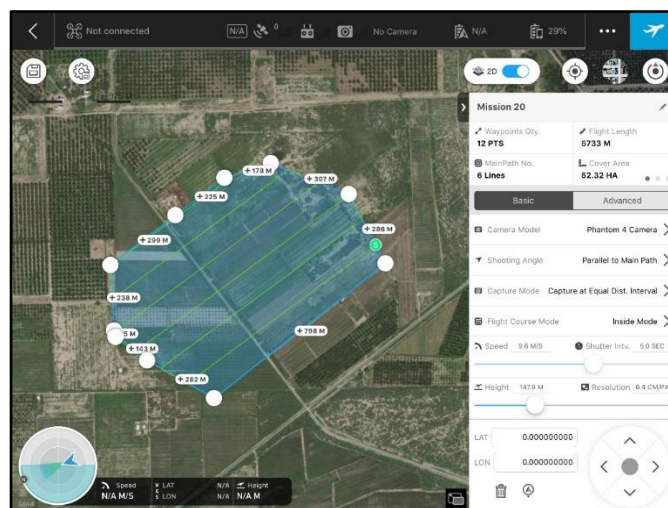 Not connected
N/A
0
No Camera
N/A
29%
2D
Mission 20
Waypoints Qty.
12 PTS
Flight Length
5733 M
MainPath No.
6 Lines
Cover Area
52.32 HA
Basic
Advanced
Camera Model
Phantom 4 Camera
Shooting Angle
Parallel to Main Path
Capture Mode
Capture at Equal Dist. Interval
Flight Course Mode
Inside Mode
Speed
9.6 M/S
Shutter Intv.
5.0 SEC
Height
147.9 M
Resolution
6.4 CM/PX
LAT
0.000000000
LON
0.000000000
+ 178 M
+ 307 M
+ 225 M
+ 286 M
+ 299 M
S
+ 238 M
5 M
+ 143 M
+ 798 M
+ 282 M
Speed
N/A M/S
LAT
N/A
LON
N/A
Height
N/A M